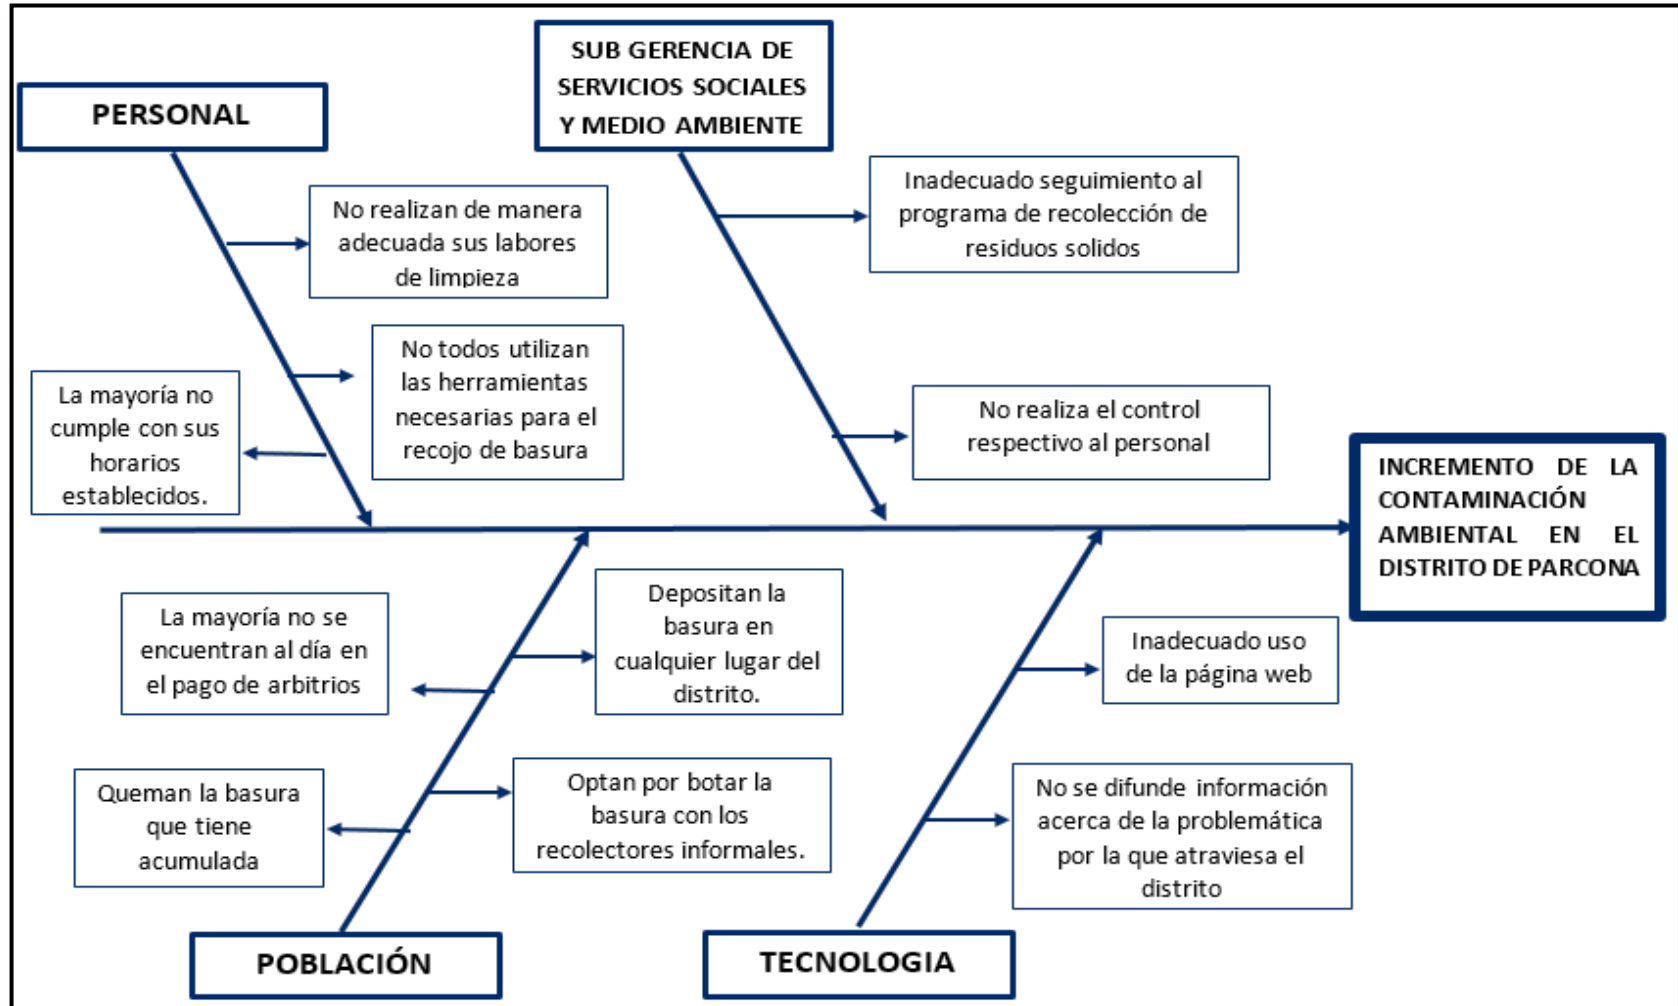 PERSONAL
SUB GERENCIA DE
SERVICIOS SOCIALES
Y MEDIO AMBIENTE
No realizan de manera
adecuada sus labores
de limpieza
No todos utilizan
las herramientas
necesarias para el
recojo de basura
La mayoría no
cumple con sus
horarios
establecidos.
Inadecuado seguimiento al
programa de recolección de
residuos solidos
No realiza el control
respectivo al personal
INCREMENTO DE LA
CONTAMINACIÓN
AMBIENTAL EN EL
DISTRITO DE PARCONA
La mayoría no se
encuentran al día en
el pago de arbitrios
Depositan la
basura en
cualquier lugar del
distrito.
Queman la basura
que tiene
acumulada
Optan por botar la
basura con los
recolectores informales.
Inadecuado uso
de la página web
No se difunde información
acerca de la problemática
por la que atraviesa el
distrito
POBLACIÓN
TECNOLOGIA